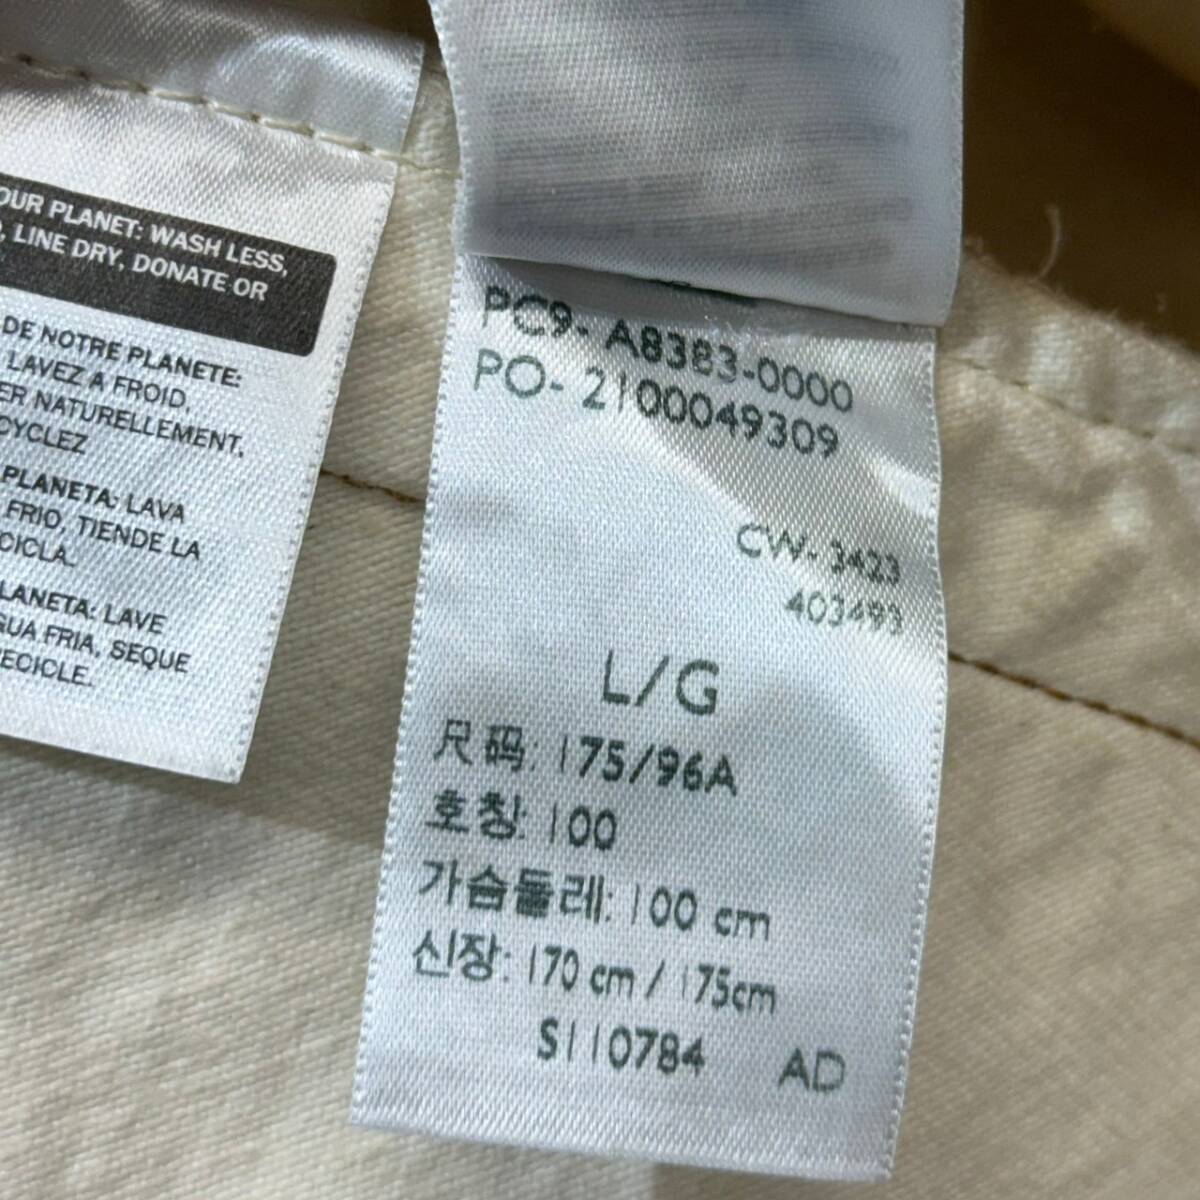 OUR PLANET: WASH LESS,
LINE DRY, DONATE OR
DE NOTRE PLANETE:
LAVEZ A FROID,
ER NATURELLEMENT,
CYCLEZ
PLANETA: LAVA
FRIO, TIENDE LA
CICLA.
LANETA: LAVE
GUA FRIA, SEQUE
ECICLE.
PC9- A8383-0000
PO- 2100049309
CW- 3423
403493
L/G
尺码: 175/96A
호칭: 100
가슴둘레: 100 cm
신장: 170 cm / 175cm
S110784 AD